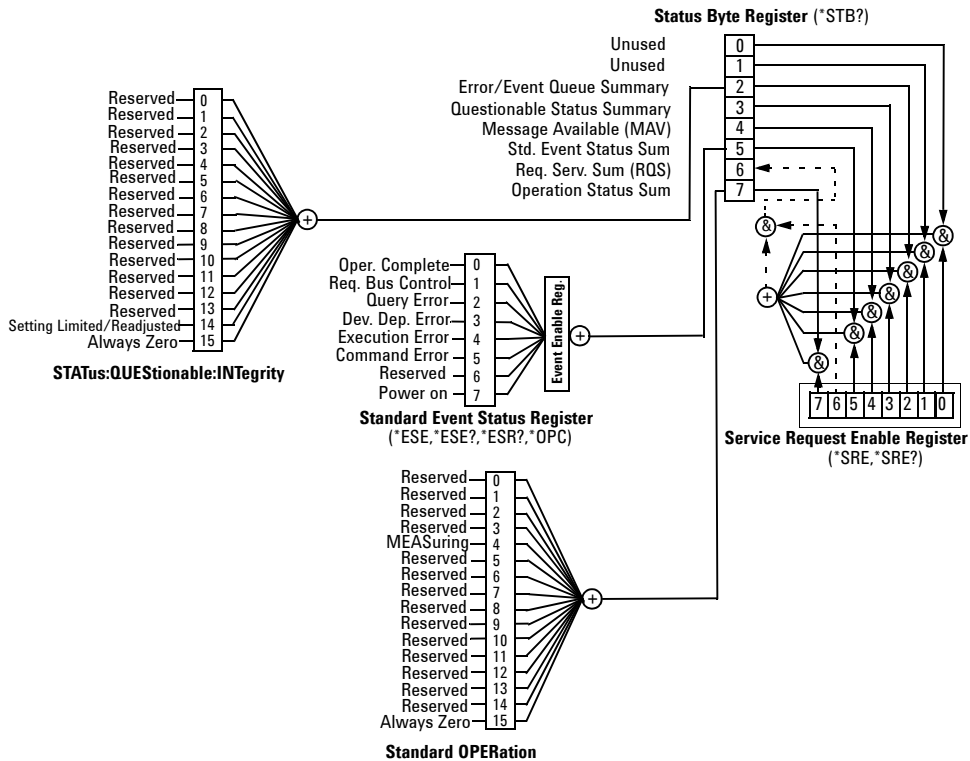 Status Byte Register (*STB?)
Unused 0
Unused 1
Error/Event Queue Summary 2
Questionable Status Summary 3
Message Available (MAV) 4
Std. Event Status Sum 5
Req. Serv. Sum (RQS) 6
Operation Status Sum 7
Reserved 0
Reserved 1
Reserved 2
Reserved 3
Reserved 4
Reserved 5
Reserved 6
Reserved 7
Reserved 8
Reserved 9
Reserved 10
Reserved 11
Reserved 12
Reserved 13
Setting Limited/Readjusted 14
Always Zero 15
+
STATus:QUEStionable:INTegrity
Oper. Complete 0
Req. Bus Control 1
Query Error 2
Dev. Dep. Error 3
Execution Error 4
Command Error 5
Reserved 6
Power on 7
Event Enable Reg.
+
Standard Event Status Register
(*ESE,*ESE?,*ESR?,*OPC)
&
&
&
&
&
+
&
&
&
7 6 5 4 3 2 1 0
Service Request Enable Register
(*SRE,*SRE?)
Reserved 0
Reserved 1
Reserved 2
Reserved 3
MEASuring 4
Reserved 5
Reserved 6
Reserved 7
Reserved 8
Reserved 9
Reserved 10
Reserved 11
Reserved 12
Reserved 13
Reserved 14
Always Zero 15
+
Standard OPERation